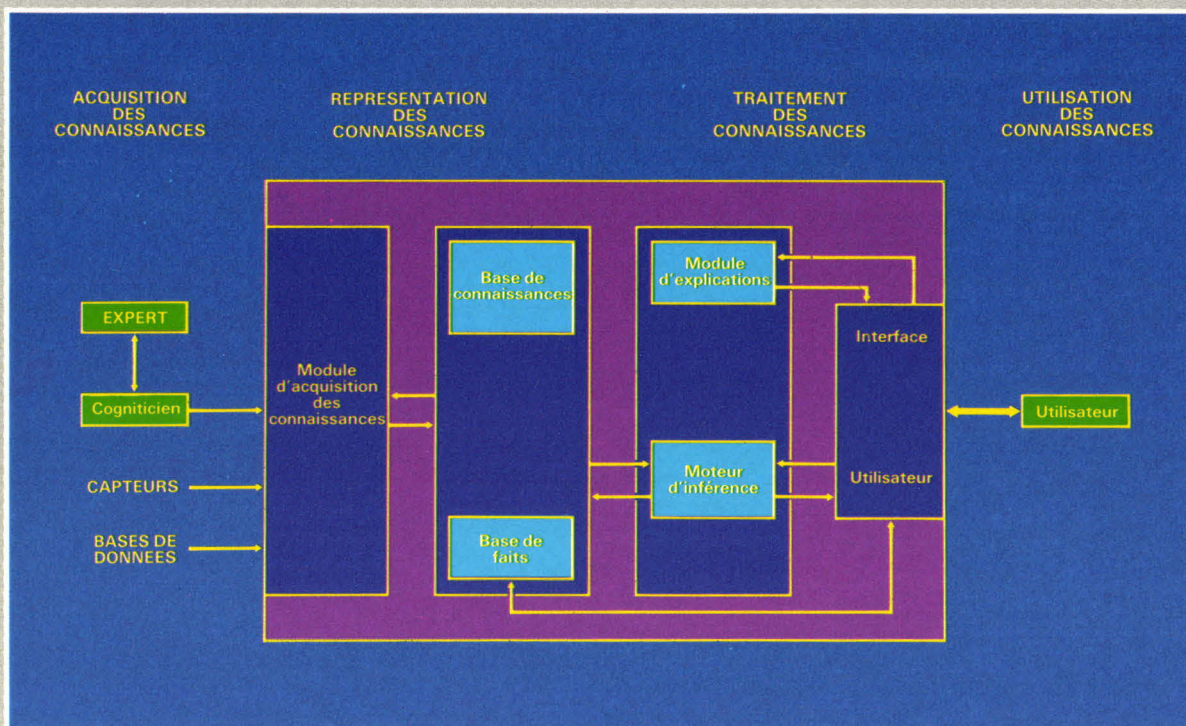 ACQUISITION
DES
CONNAISSANCES
REPRESENTATION
DES
CONNAISSANCES
TRAITEMENT
DES
CONNAISSANCES
UTILISATION
DES
CONNAISSANCES
EXPERT
Cogniticien
CAPTEURS
BASES DE
DONNEES
Module
d'acquisition
des
connaissances
Base de
connaissances
Base de
faits
Module
d'explications
Moteur
d'inférence
Interface
Utilisateur
Utilisateur